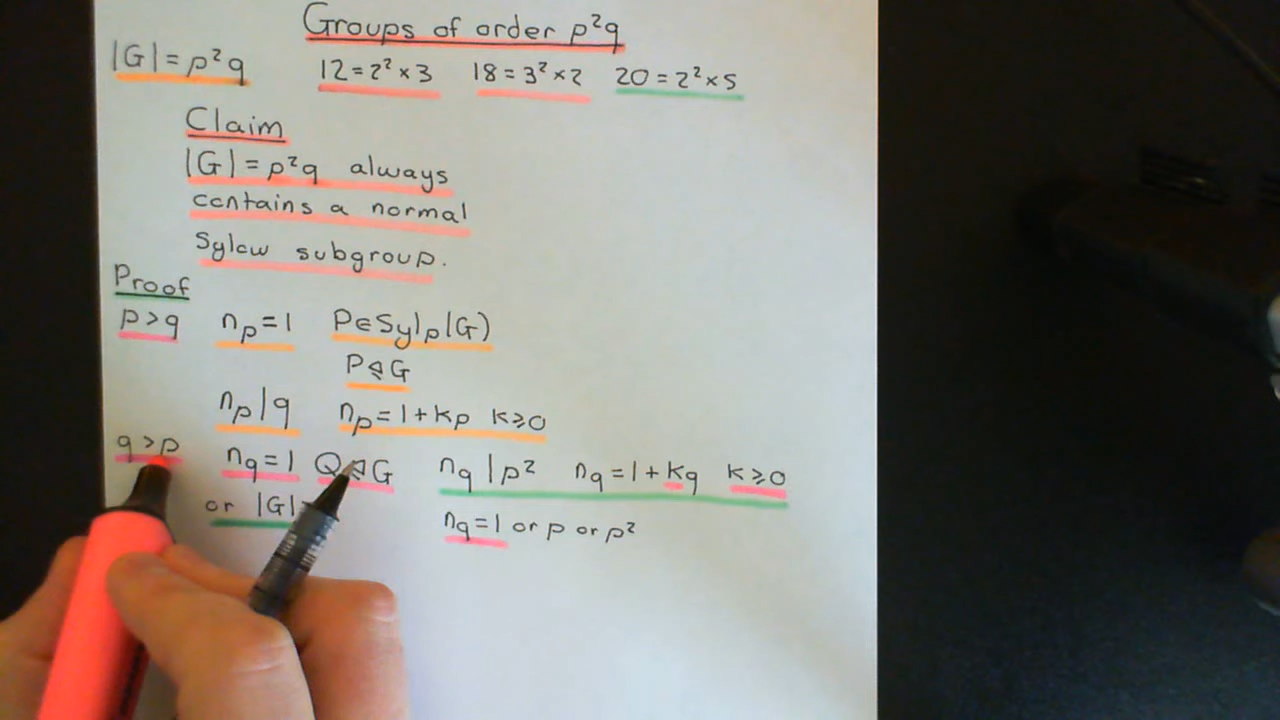 Groups of order p²q
|G| = p²q 12 = 2² × 3 18 = 3² × 2 20 = 2² × 5
Claim
|G| = p²q always
contains a normal
Sylow subgroup.
Proof
p > q n_p = 1 P ∈ Syl_p(G)
P ⊲ G
n_p | q n_p = 1 + kp k ≥ 0
q > p n_q = 1 Q ⊲ G n_q | p² n_q = 1 + kq k ≥ 0
or |G|
n_q = 1 or p or p²